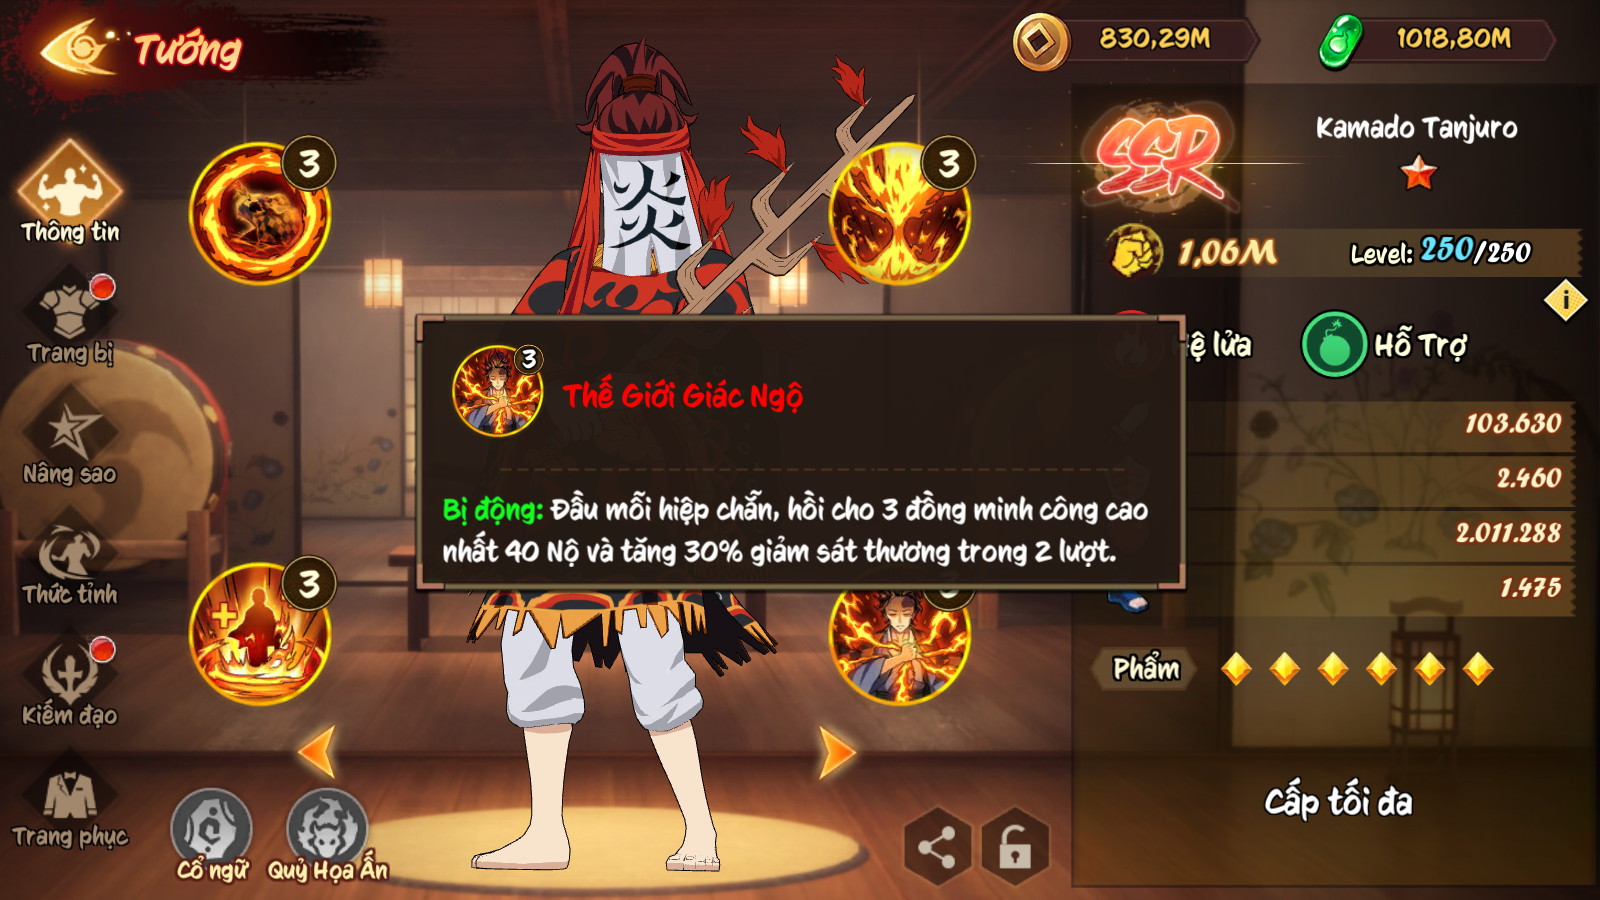 Tướng
830,29M
1018,80M
Thông tin
Trang bị
Nâng sao
Thức tỉnh
Kiếm đạo
Trang phục
3
3
炎
SSR
Kamado Tanjuro
1,06M
Level: 250/250
i
ệ lửa
Hỗ Trợ
3
Thế Giới Giác Ngộ
Bị động: Đầu mỗi hiệp chẵn, hồi cho 3 đồng minh công cao
nhất 40 Nộ và tăng 30% giảm sát thương trong 2 lượt.
103.630
2.460
2.011.288
1.475
3
Phẩm
Cấp tối đa
Cổ ngữ
Quỷ Họa Ấn